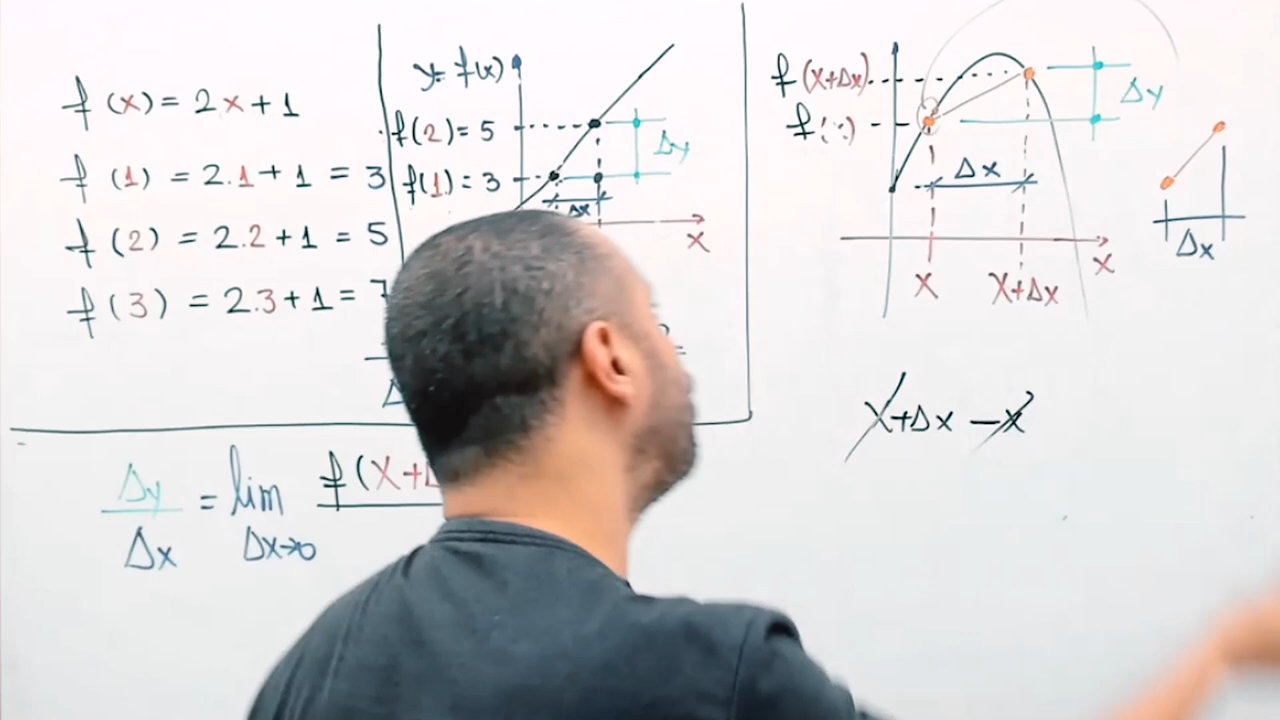 f(x) = 2x+1
f(1) = 2.1+1 = 3
f(2) = 2.2+1 = 5
f(3) = 2.3+1 = 7
y= f(x)
f(2) = 5
f(1) = 3
Δy
Δx
x
f(x+Δx)
Δy
Δx
x
x+Δx
x
Δx
x+Δx -x
Δy
Δx
= lim
Δx→0
f(x+